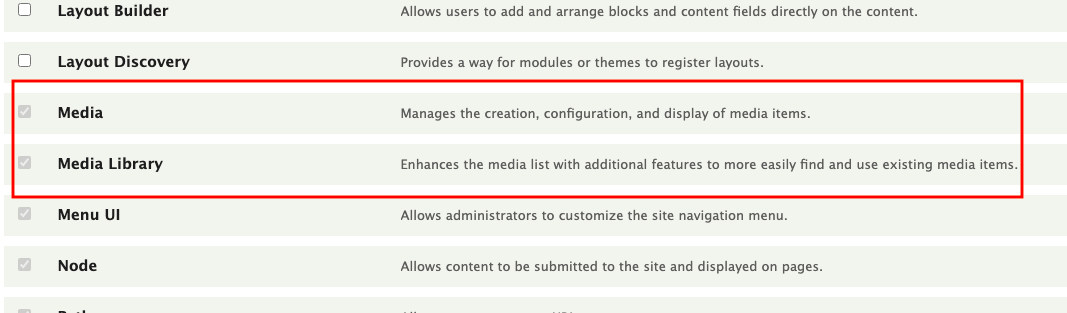 Layout Builder Allows users to add and arrange blocks and content fields directly on the content.
Layout Discovery Provides a way for modules or themes to register layouts.
Media Manages the creation, configuration, and display of media items.
Media Library Enhances the media list with additional features to more easily find and use existing media items.
Menu UI Allows administrators to customize the site navigation menu.
Node Allows content to be submitted to the site and displayed on pages.